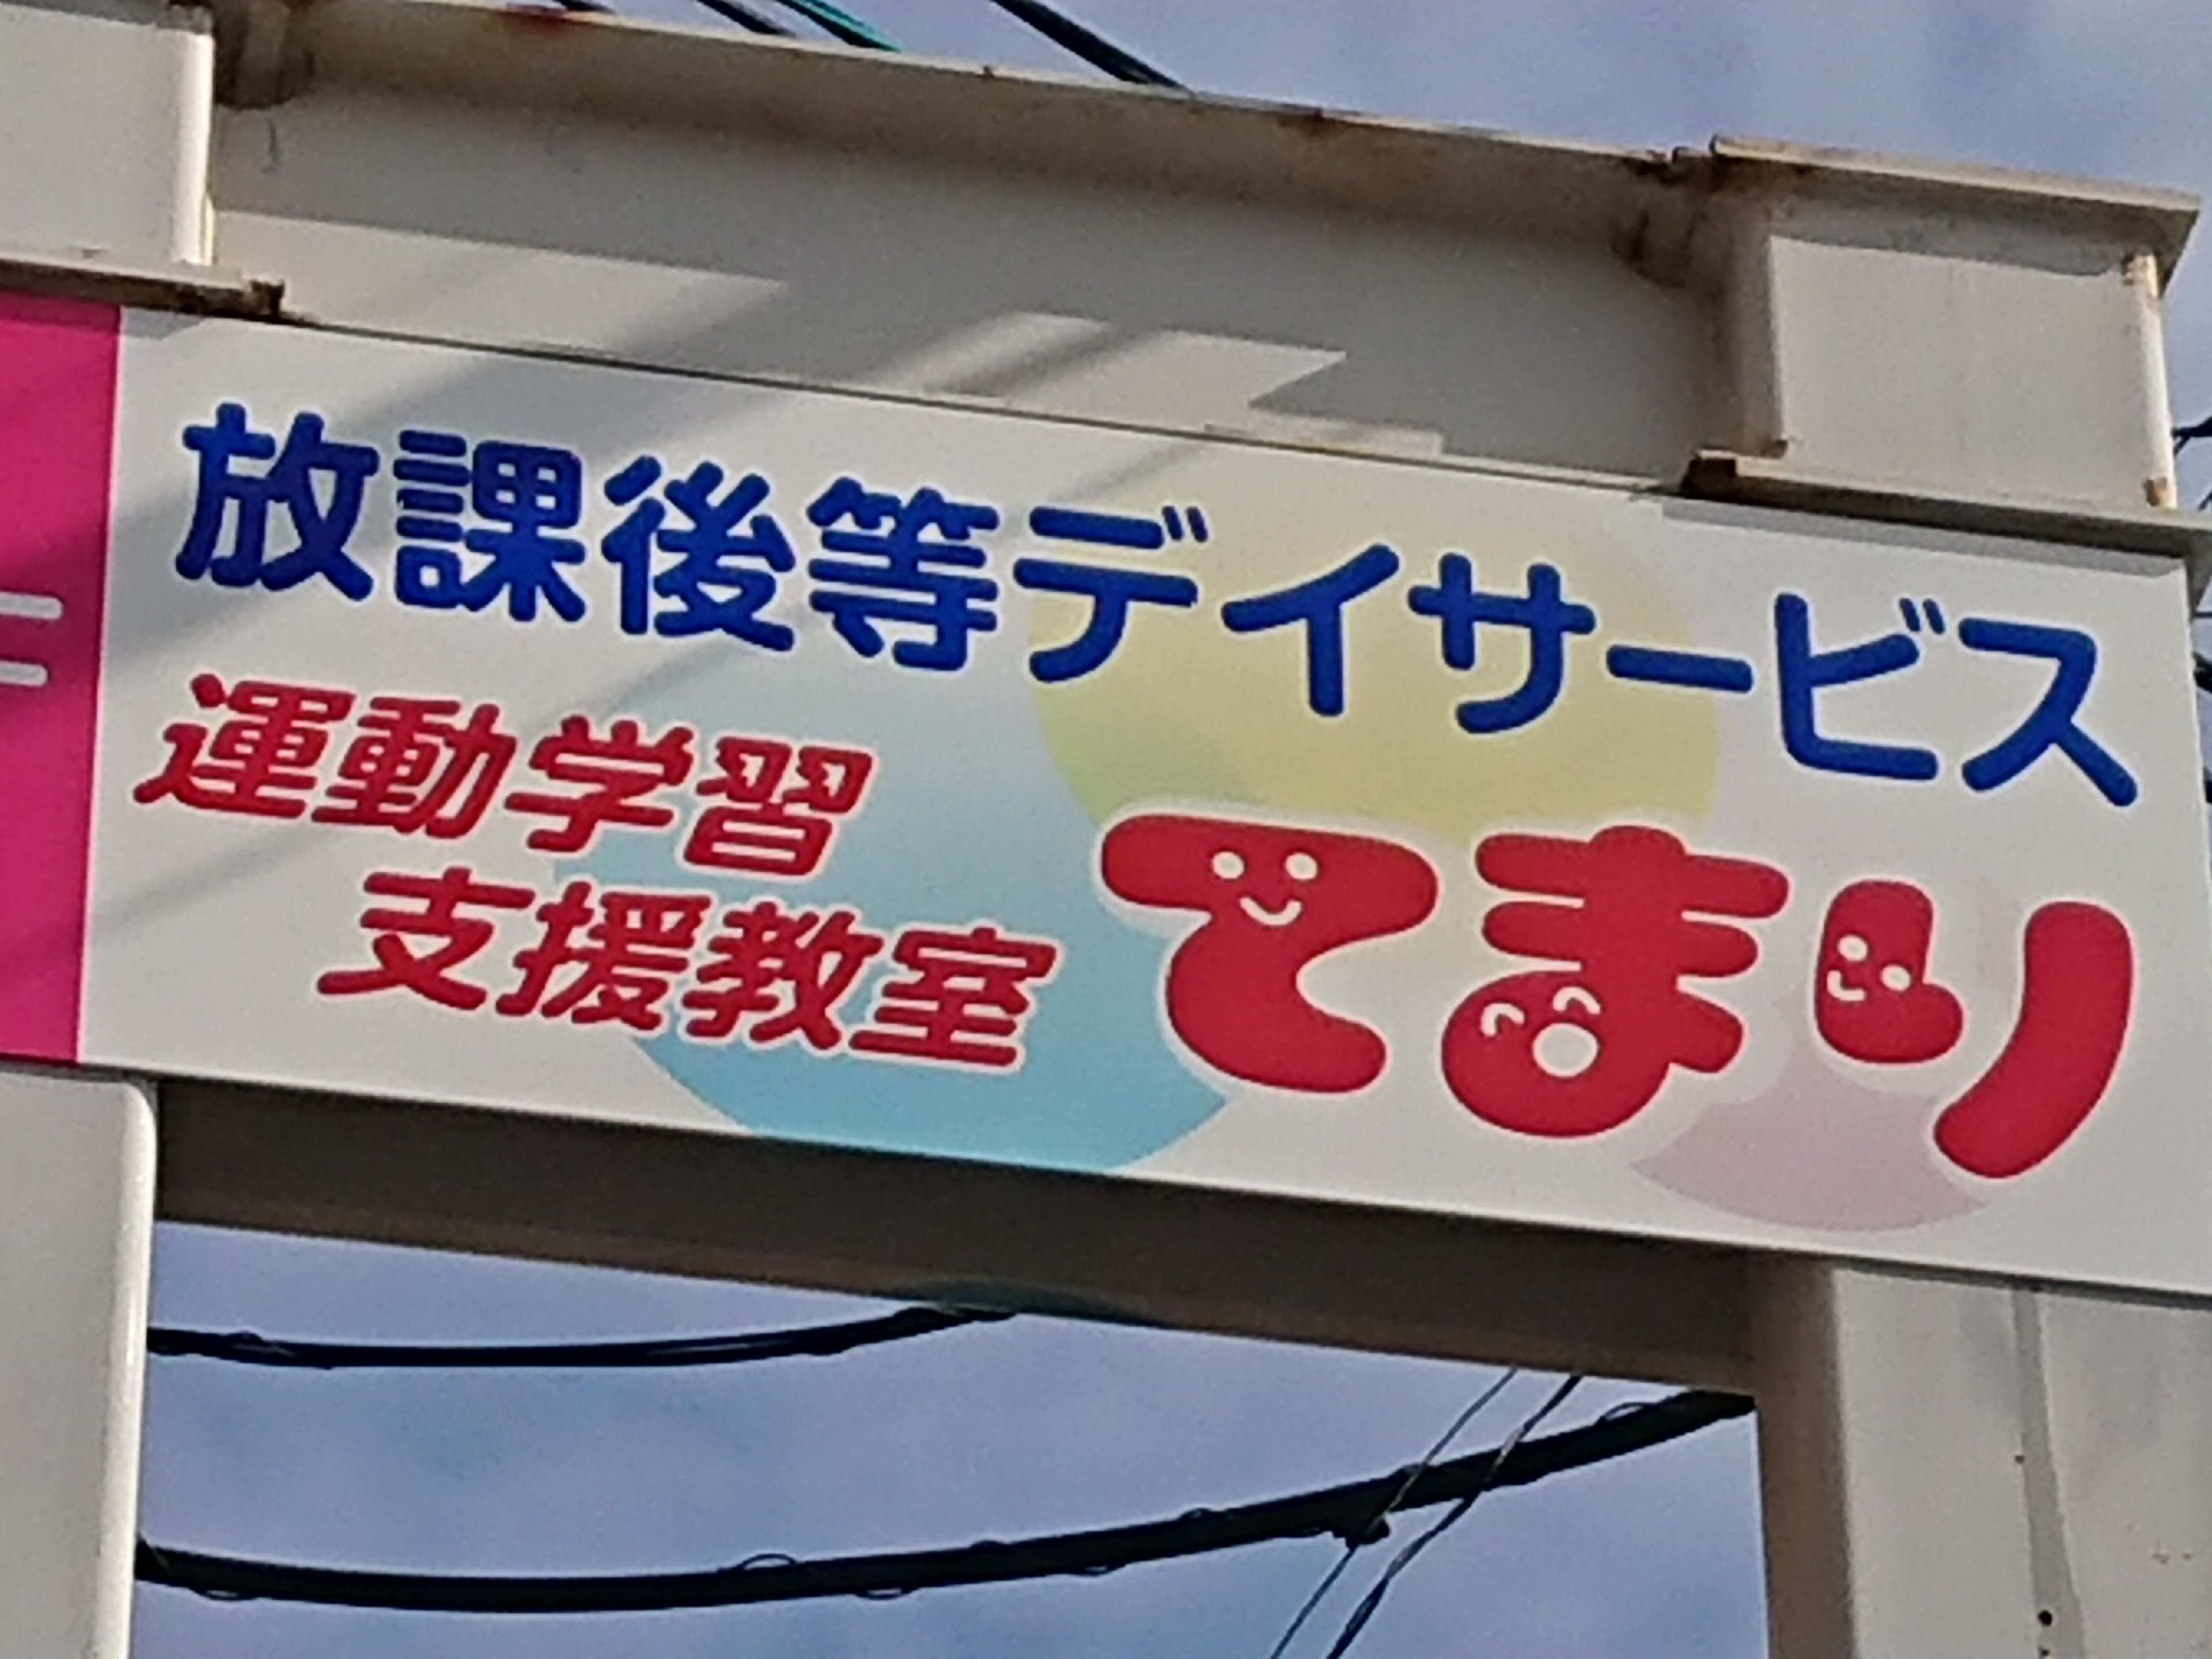 放課後等デイサービス
運動学習
支援教室
てまり